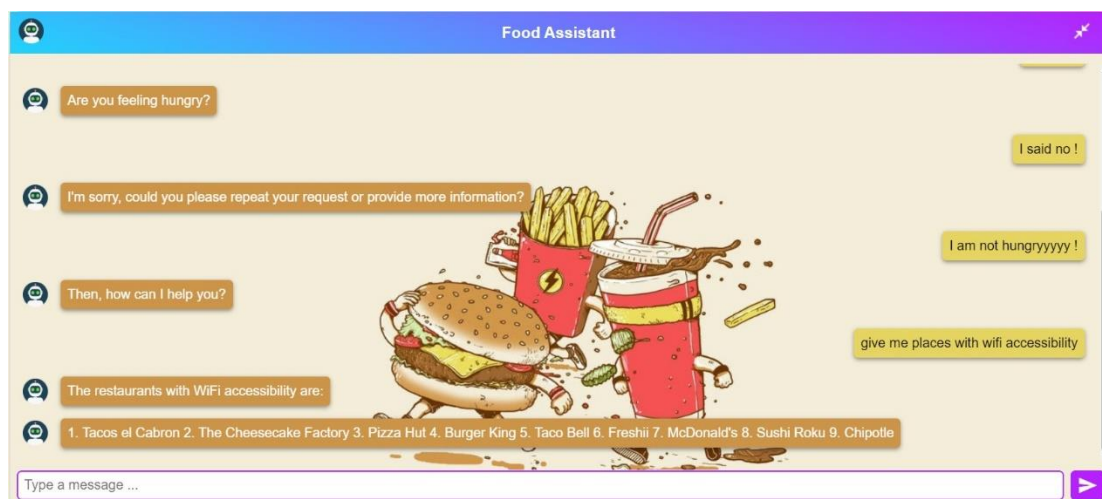 Food Assistant
Are you feeling hungry?
I said no !
I'm sorry, could you please repeat your request or provide more information?
I am not hungryyyyy !
Then, how can I help you?
give me places with wifi accessibility
The restaurants with WiFi accessibility are:
1. Tacos el Cabron 2. The Cheesecake Factory 3. Pizza Hut 4. Burger King 5. Taco Bell 6. Freshii 7. McDonald's 8. Sushi Roku 9. Chipotle
Type a message ...